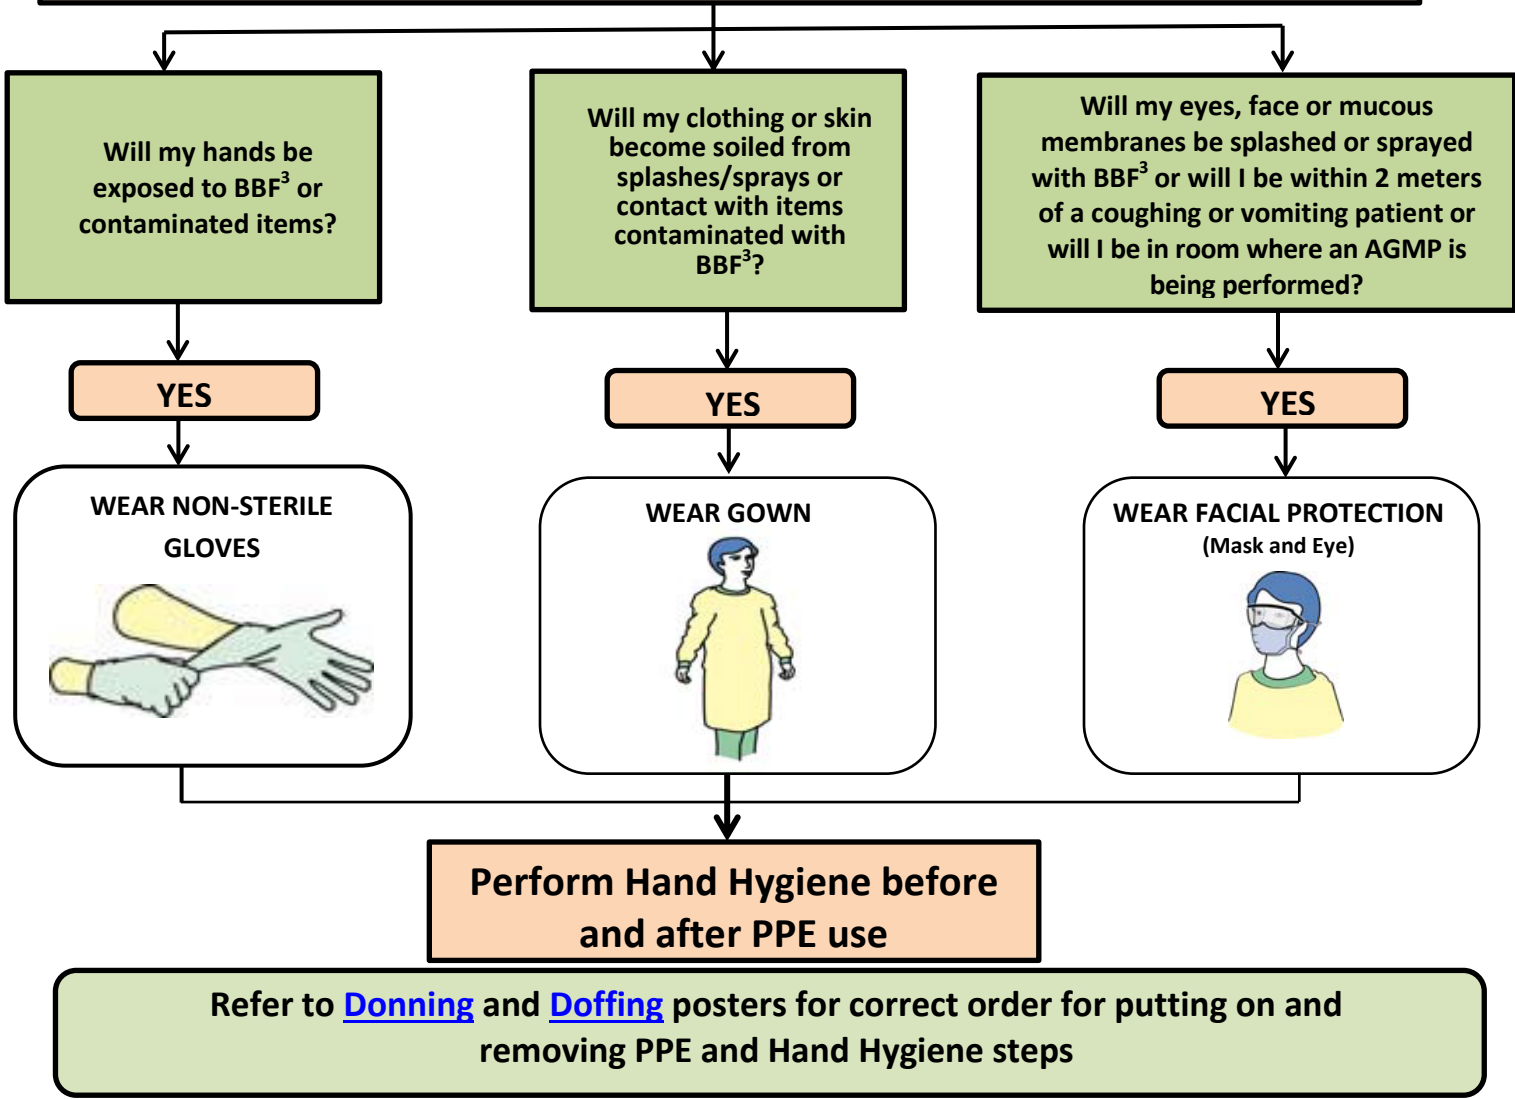 Will my hands be
exposed to BBF³ or
contaminated items?
Will my clothing or skin
become soiled from
splashes/sprays or
contact with items
contaminated with
BBF³?
Will my eyes, face or mucous
membranes be splashed or sprayed
with BBF³ or will I be within 2 meters
of a coughing or vomiting patient or
will I be in room where an AGMP is
being performed?
YES
YES
YES
WEAR NON-STERILE
GLOVES
WEAR GOWN
WEAR FACIAL PROTECTION
(Mask and Eye)
Perform Hand Hygiene before
and after PPE use
Refer to Donning and Doffing posters for correct order for putting on and
removing PPE and Hand Hygiene steps